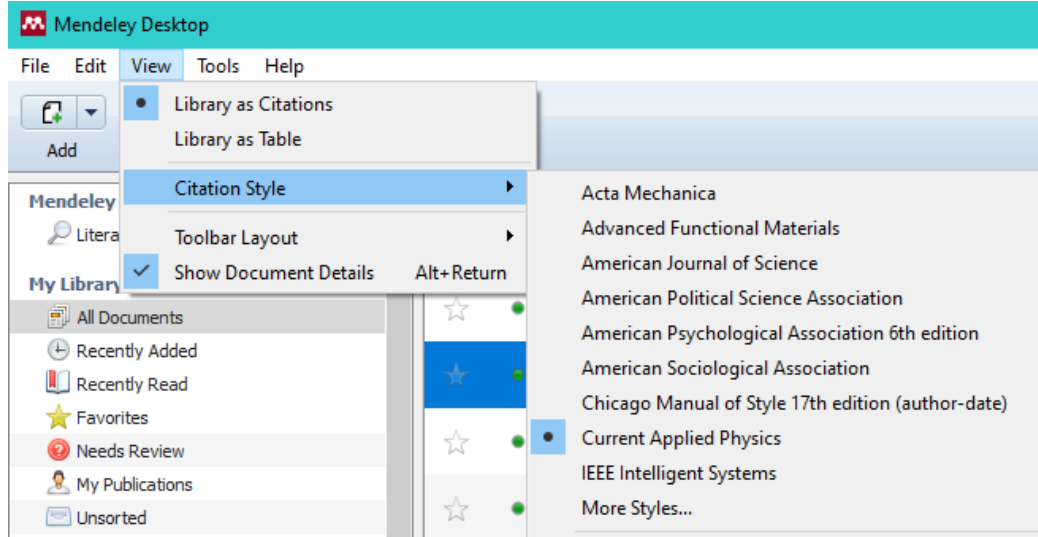 Mendeley Desktop
File Edit View Tools Help
Add
Library as Citations
Library as Table
Citation Style
Toolbar Layout
Show Document Details Alt+Return
Acta Mechanica
Advanced Functional Materials
American Journal of Science
American Political Science Association
American Psychological Association 6th edition
American Sociological Association
Chicago Manual of Style 17th edition (author-date)
Current Applied Physics
IEEE Intelligent Systems
More Styles...
Mendeley
Litera
My Library
All Documents
Recently Added
Recently Read
Favorites
Needs Review
My Publications
Unsorted